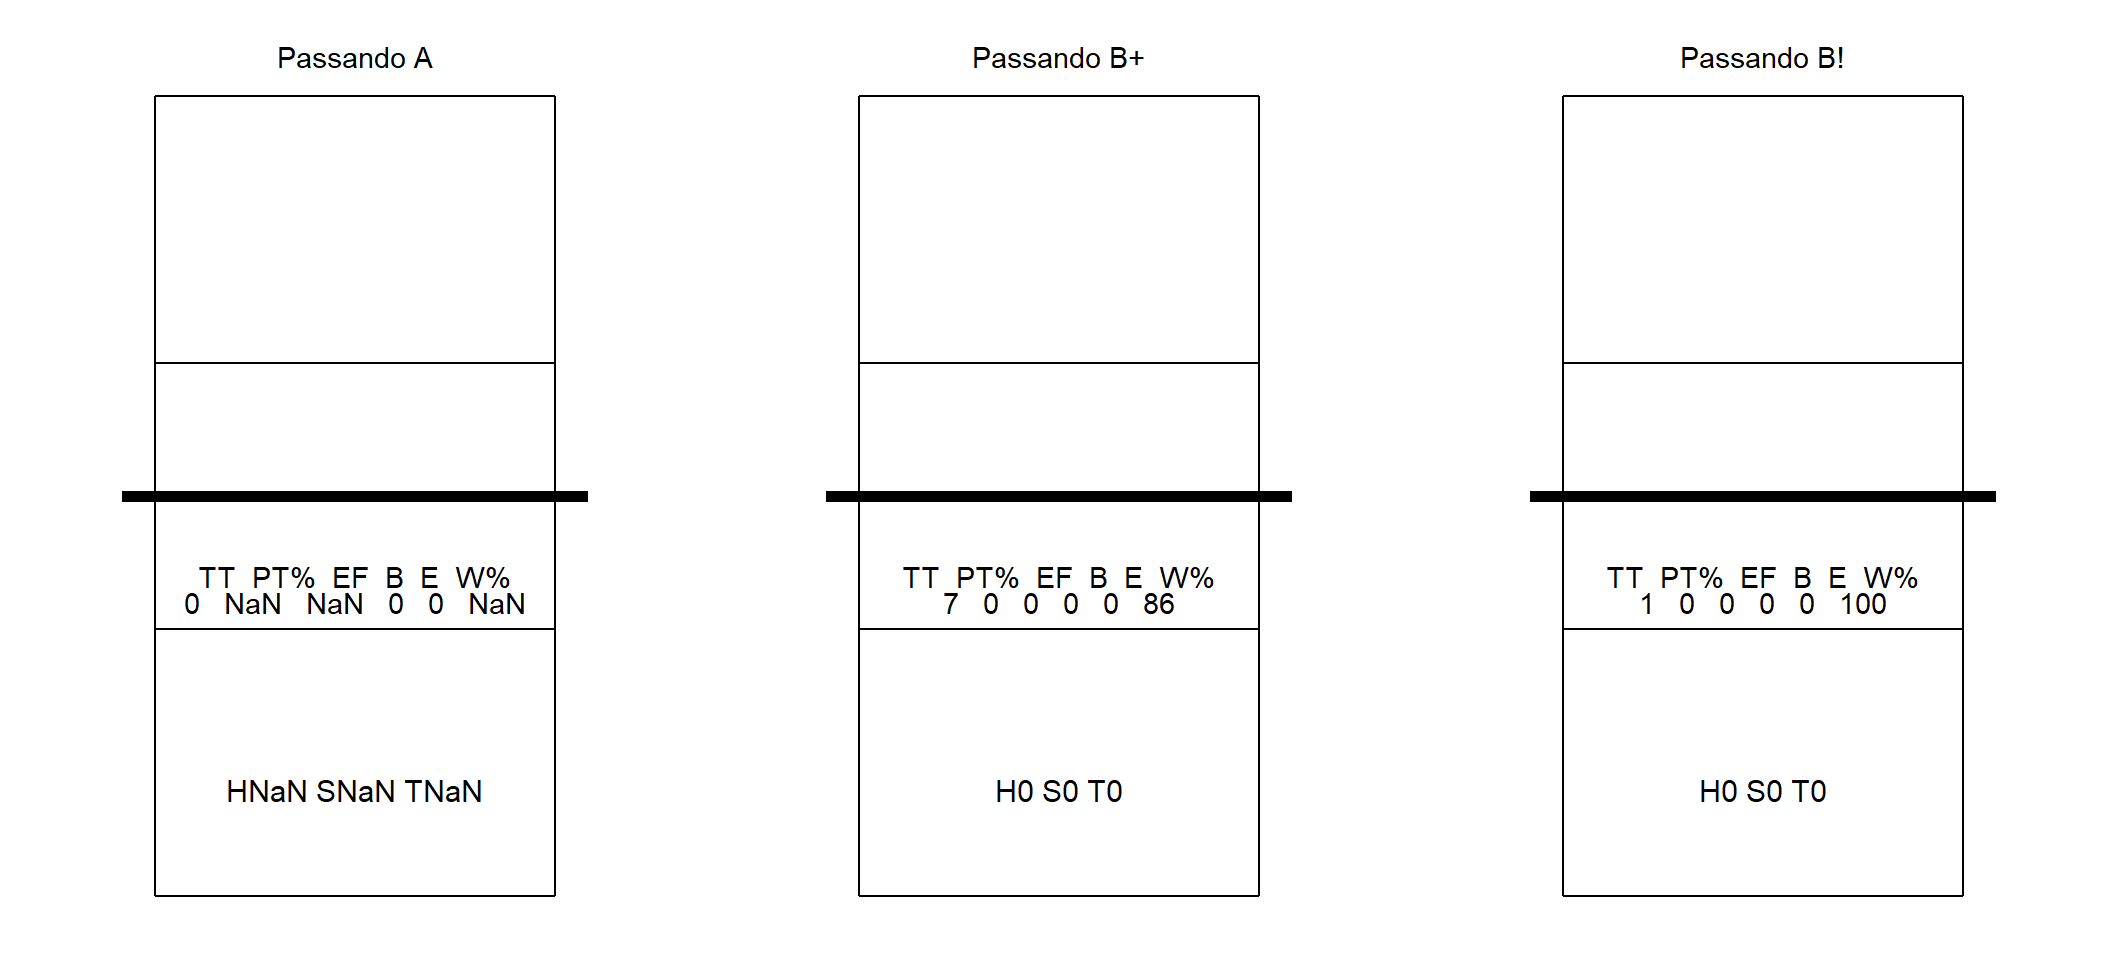 Passando A
TT PT% EF B E W%
0 NaN NaN 0 0 NaN
HNaN SNaN TNaN
Passando B+
TT PT% EF B E W%
7 0 0 0 0 86
H0 S0 T0
Passando B!
TT PT% EF B E W%
1 0 0 0 0 100
H0 S0 T0